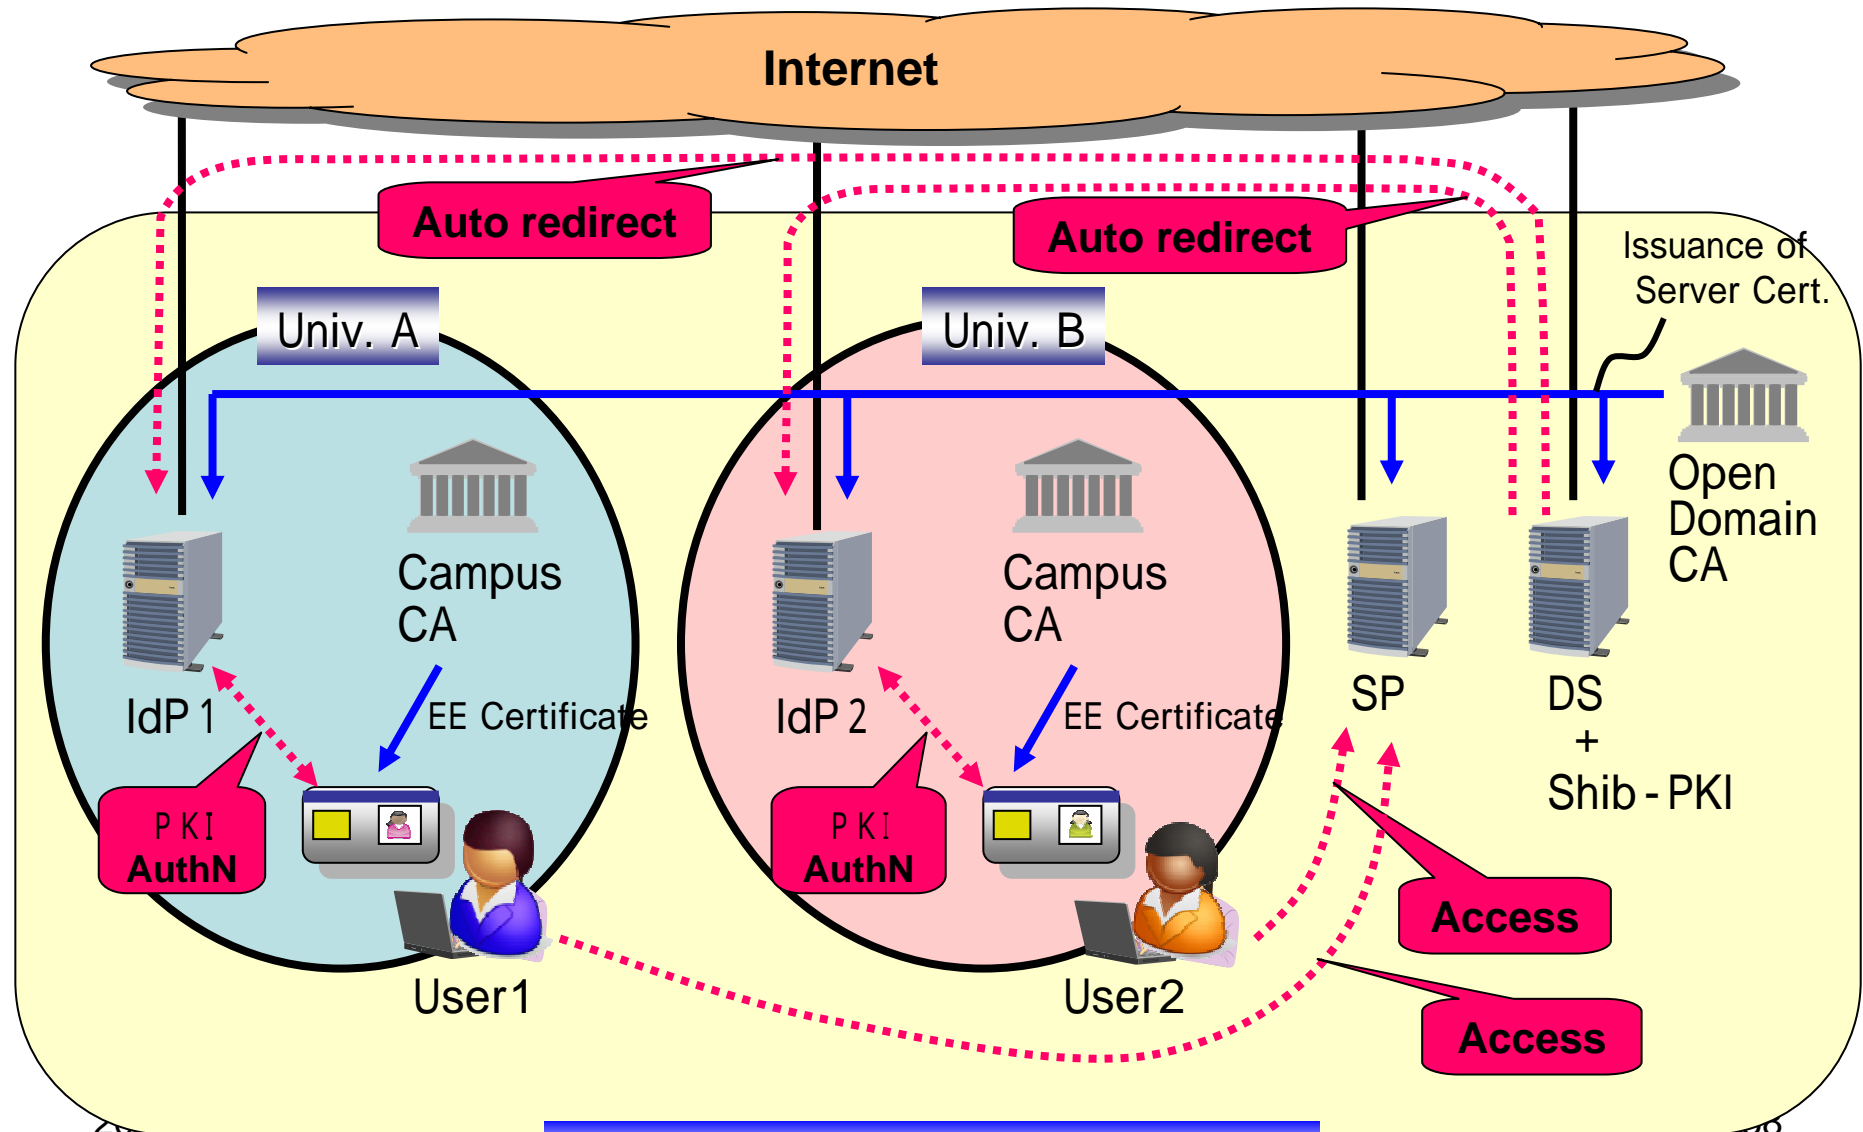 Internet
Auto redirect
Auto redirect
Issuance of
Server Cert.
Univ. A
Univ. B
Open
Domain
CA
Campus
CA
Campus
CA
IdP 1
EE Certificate
IdP 2
EE Certificate
SP
DS
+
Shib-PKI
PKI
AuthN
PKI
AuthN
Access
User1
User2
Access